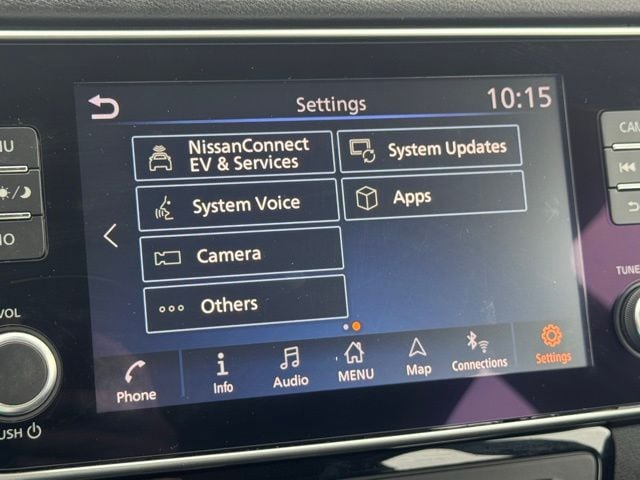 Settings
10:15
NissanConnect
EV & Services
System Updates
System Voice
Apps
Camera
Others
Phone
Info
Audio
MENU
Map
Connections
Settings
VOL
TUNE